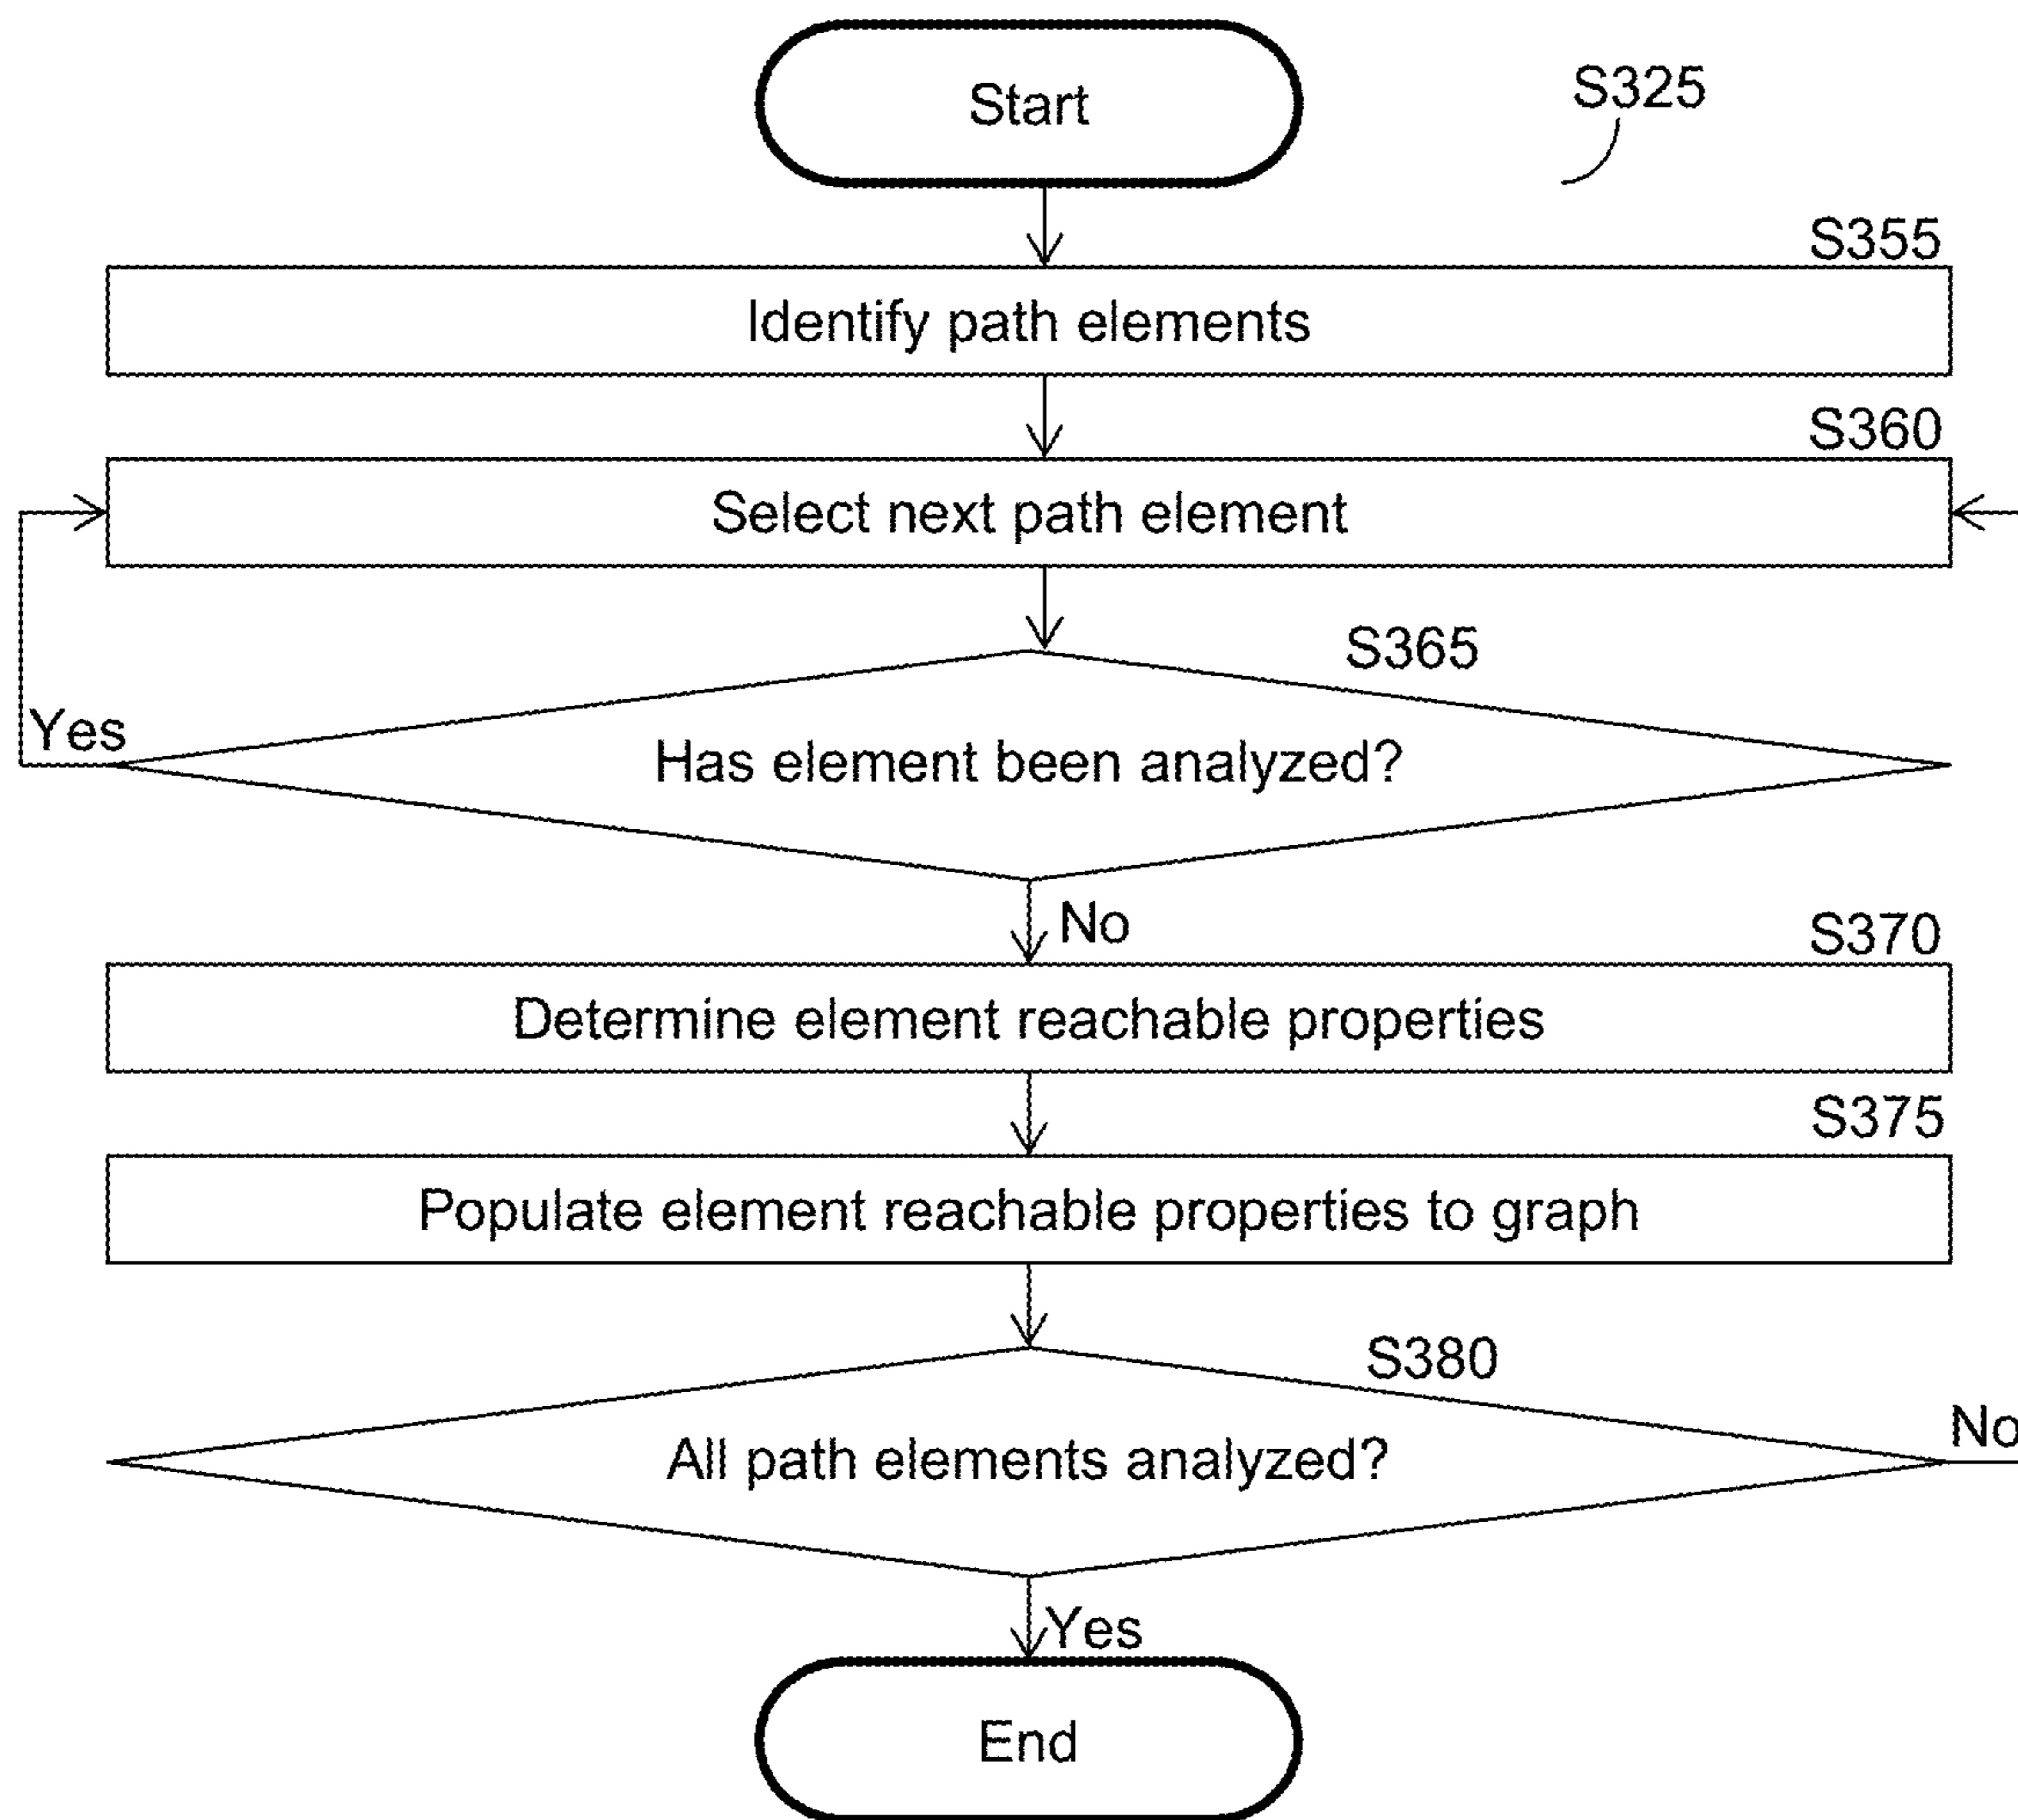 Start
S325
S355
Identify path elements
S360
Select next path element
S365
Yes
Has element been analyzed?
No
S370
Determine element reachable properties
S375
Populate element reachable properties to graph
S380
No
All path elements analyzed?
Yes
End